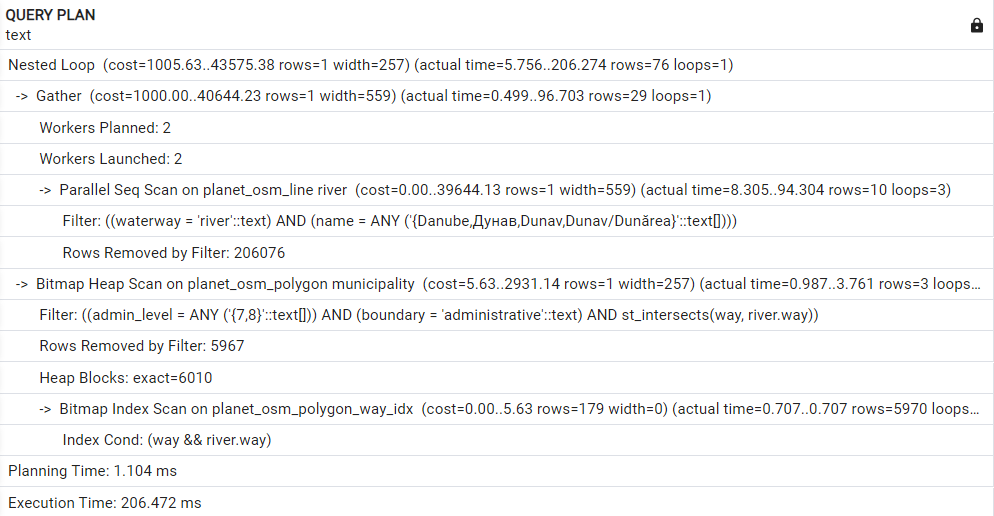 QUERY PLAN
text
Nested Loop (cost=1005.63..43575.38 rows=1 width=257) (actual time=5.756..206.274 rows=76 loops=1)
-> Gather (cost=1000.00..40644.23 rows=1 width=559) (actual time=0.499..96.703 rows=29 loops=1)
Workers Planned: 2
Workers Launched: 2
-> Parallel Seq Scan on planet_osm_line river (cost=0.00..39644.13 rows=1 width=559) (actual time=8.305..94.304 rows=10 loops=3)
Filter: ((waterway = 'river'::text) AND (name = ANY ('{Danube,Дунав,Dunav,Dunav/Dunărea}'::text[])))
Rows Removed by Filter: 206076
-> Bitmap Heap Scan on planet_osm_polygon municipality (cost=5.63..2931.14 rows=1 width=257) (actual time=0.987..3.761 rows=3 loops...
Filter: ((admin_level = ANY ('{7,8}'::text[])) AND (boundary = 'administrative'::text) AND st_intersects(way, river.way))
Rows Removed by Filter: 5967
Heap Blocks: exact=6010
-> Bitmap Index Scan on planet_osm_polygon_way_idx (cost=0.00..5.63 rows=179 width=0) (actual time=0.707..0.707 rows=5970 loops...
Index Cond: (way && river.way)
Planning Time: 1.104 ms
Execution Time: 206.472 ms